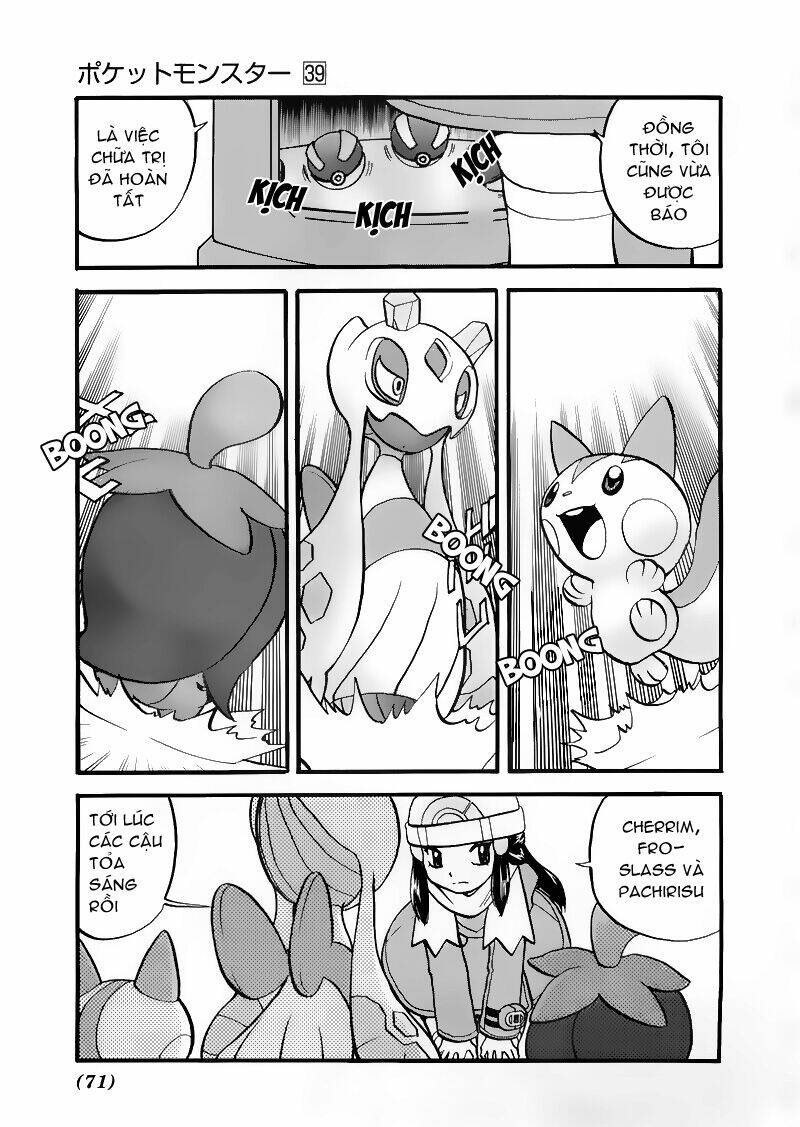 ポケットモンスター 39
ĐỒNG
THỜI, TÔI
CŨNG VỪA
ĐƯỢC
BÁO
LÀ VIỆC
CHỮA TRỊ
ĐÃ HOÀN
TẤT
KỊCH
KỊCH
KỊCH
BOONG
BOONG
BOONG
CHERRIM,
FRO-
SLASS VÀ
PACHIRISU
TỚI LÚC
CÁC CẬU
TỎA
SÁNG
RỒI
(71)